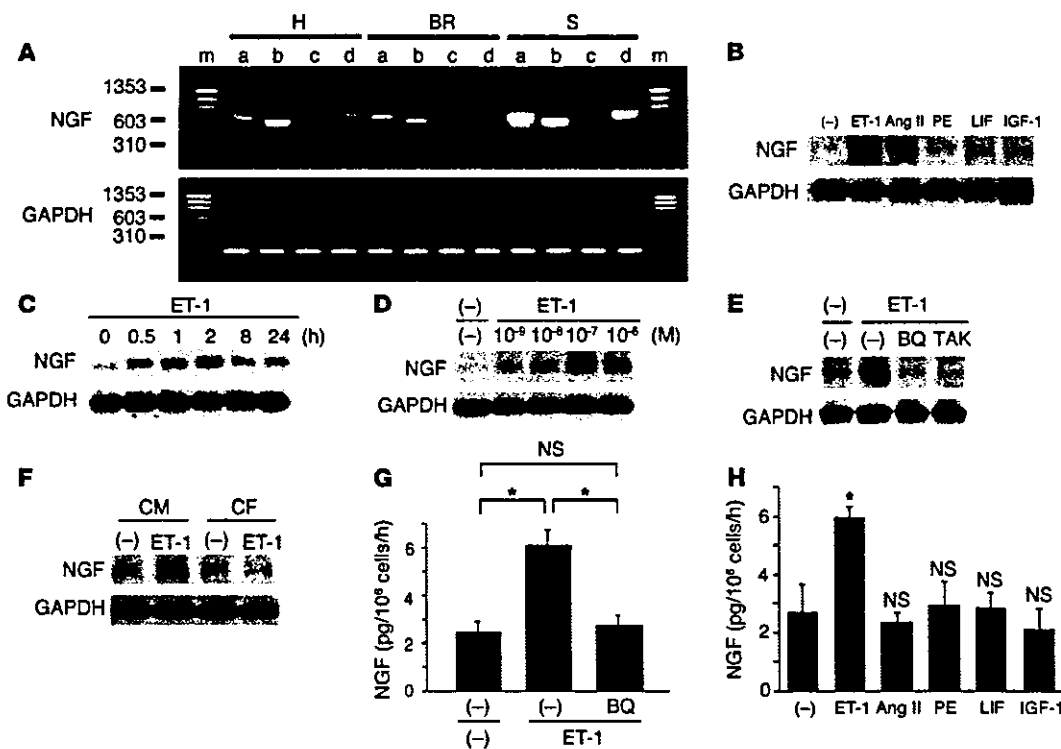 A
H BR S
m a b c d a b c d a b c d m
NGF
1353
603
310
GAPDH
1353
603
310
B
(–) ET-1 Ang II PE LIF IGF-1
NGF
GAPDH
C
ET-1
0 0.5 1 2 8 24 (h)
NGF
GAPDH
D
(–) ET-1
(–) 10⁻⁹ 10⁻⁸ 10⁻⁷ 10⁻⁶ (M)
NGF
GAPDH
E
(–) ET-1
(–) (–) BQ TAK
NGF
GAPDH
F
CM CF
(–) ET-1 (–) ET-1
NGF
GAPDH
G
NS
* *
NGF (pg/10⁶ cells/h)
6
4
2
0
(–) (–) BQ
(–) ET-1
H
NGF (pg/10⁶ cells/h)
6
4
2
0
* NS NS NS NS
(–) ET-1 Ang II PE LIF IGF-1